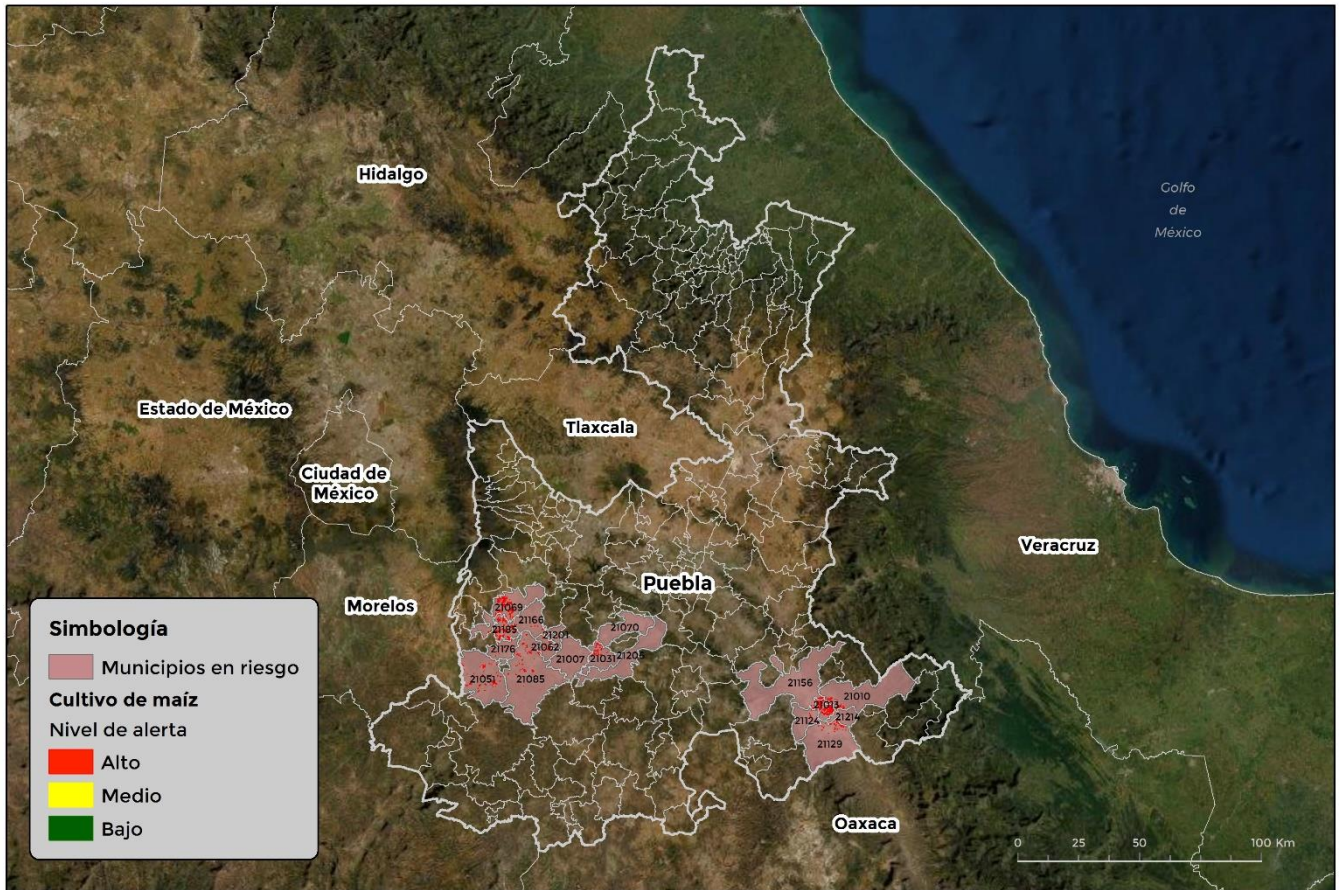 Hidalgo
Golfo
de
México
Estado de México
Tlaxcala
Ciudad de
México
Veracruz
Puebla
Morelos
Oaxaca
21069
21166
21185
21201
21176
21062
21007
21031
21070
21205
21051
21085
21156
21010
21013
21124
21214
21129
Simbología
Municipios en riesgo
Cultivo de maíz
Nivel de alerta
Alto
Medio
Bajo
0 25 50 100 Km